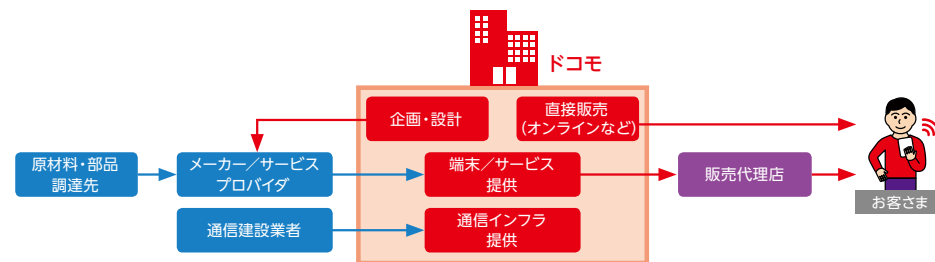 ドコモ
企画・設計
直接販売
(オンラインなど)
原材料・部品
調達先
メーカー／サービス
プロバイダ
端末／サービス
提供
販売代理店
お客さま
通信建設業者
通信インフラ
提供